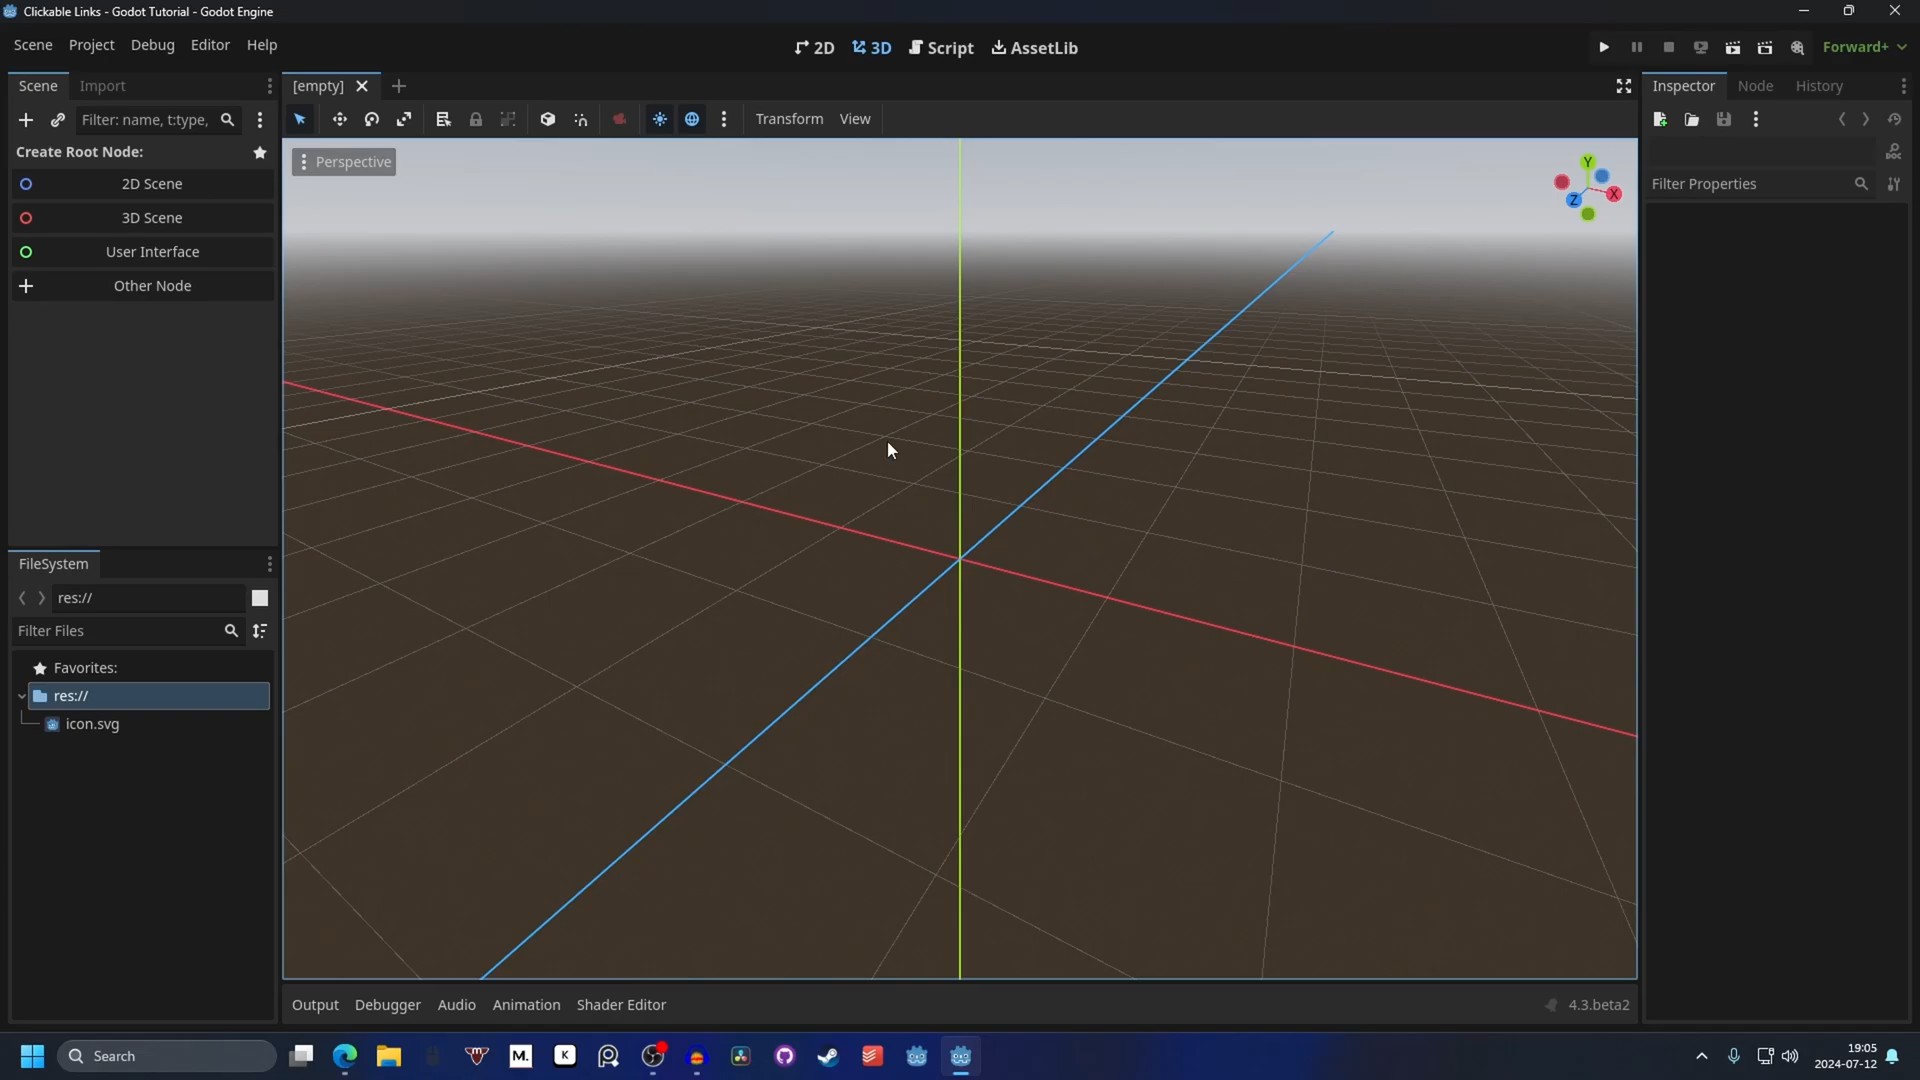 Clickable Links - Godot Tutorial - Godot Engine
Scene Project Debug Editor Help
2D 3D Script AssetLib
Forward+
Scene Import
[empty]
Inspector Node History
Filter: name, t:type,
Transform View
Create Root Node:
2D Scene
3D Scene
User Interface
Other Node
Perspective
Y
X
Z
DOC
Filter Properties
FileSystem
res://
Filter Files
Favorites:
res://
icon.svg
Output Debugger Audio Animation Shader Editor
4.3.beta2
Search
M.
K
19:05
2024-07-12